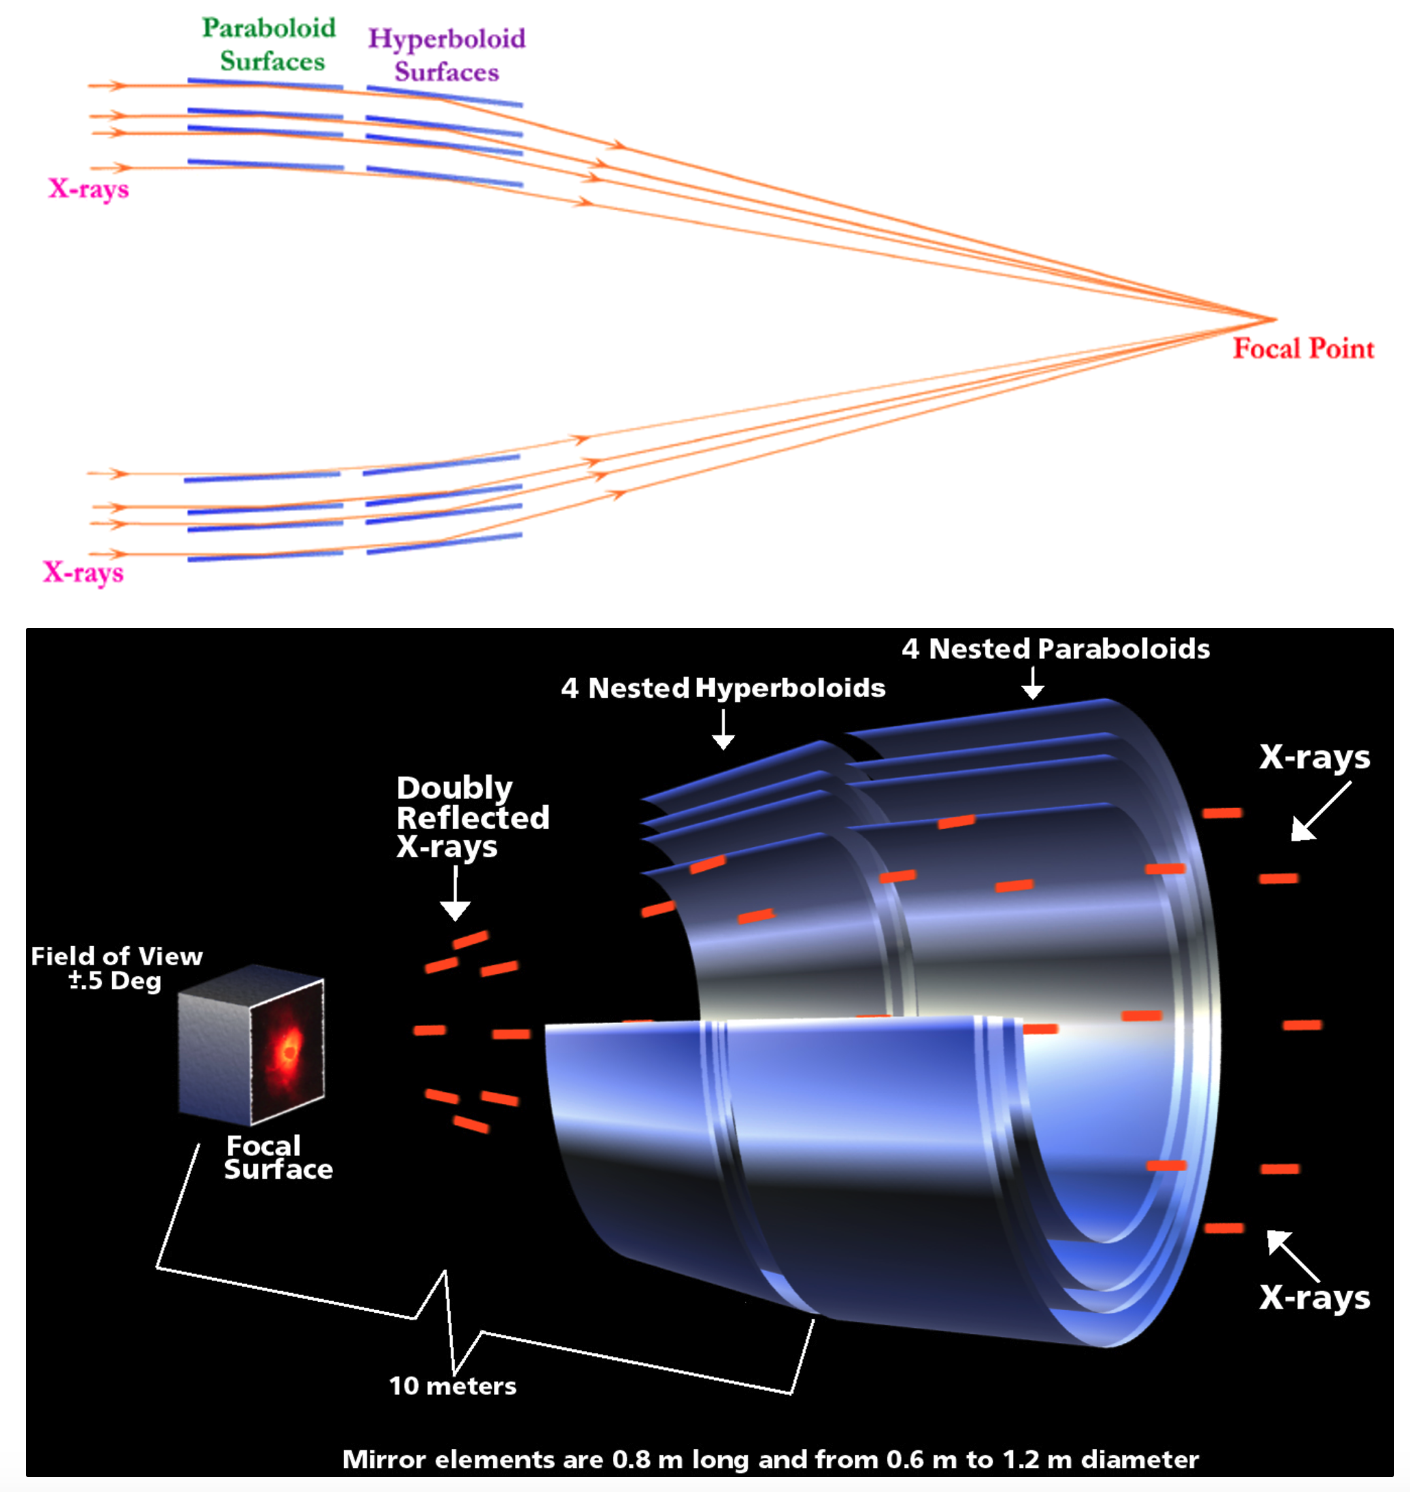 Paraboloid
Surfaces
Hyperboloid
Surfaces
X-rays
Focal Point
X-rays
4 Nested Paraboloids
4 Nested Hyperboloids
X-rays
Doubly
Reflected
X-rays
Field of View
±.5 Deg
Focal
Surface
X-rays
10 meters
Mirror elements are 0.8 m long and from 0.6 m to 1.2 m diameter